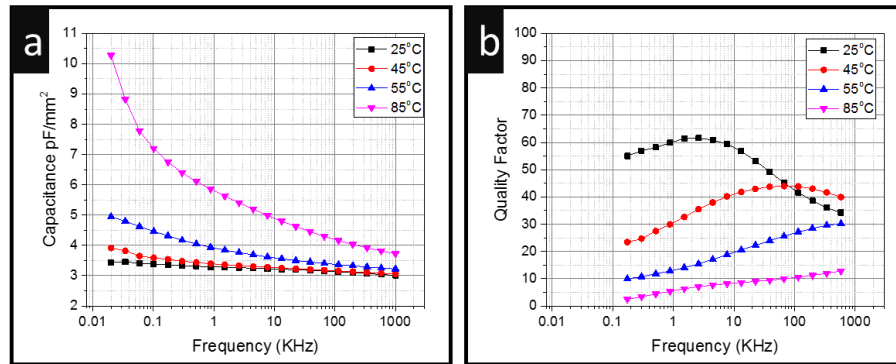 a
11
10
9
8
7
6
5
4
3
2
Capacitance pF/mm²
0.01 0.1 1 10 100 1000
Frequency (KHz)
25°C
45°C
55°C
85°C
b
100
90
80
70
60
50
40
30
20
10
0
Quality Factor
0.01 0.1 1 10 100 1000
Frequency (KHz)
25°C
45°C
55°C
85°C